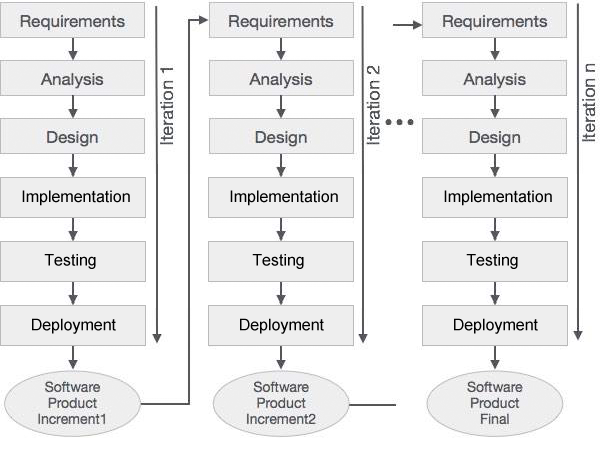 Requirements
Analysis
Design
Implementation
Testing
Deployment
Software
Product
Increment1
Iteration 1
Requirements
Analysis
Design
Implementation
Testing
Deployment
Software
Product
Increment2
Iteration 2
Requirements
Analysis
Design
Implementation
Testing
Deployment
Software
Product
Final
Iteration n